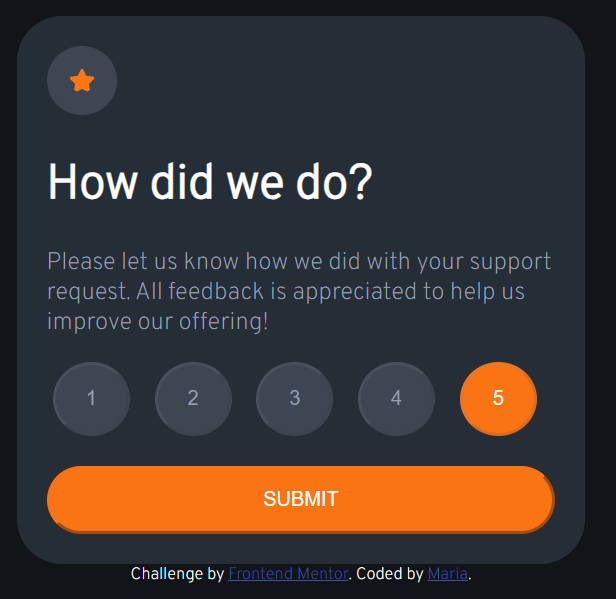 How did we do?
Please let us know how we did with your support
request. All feedback is appreciated to help us
improve our offering!
1 2 3 4 5
SUBMIT
Challenge by Frontend Mentor. Coded by Maria.